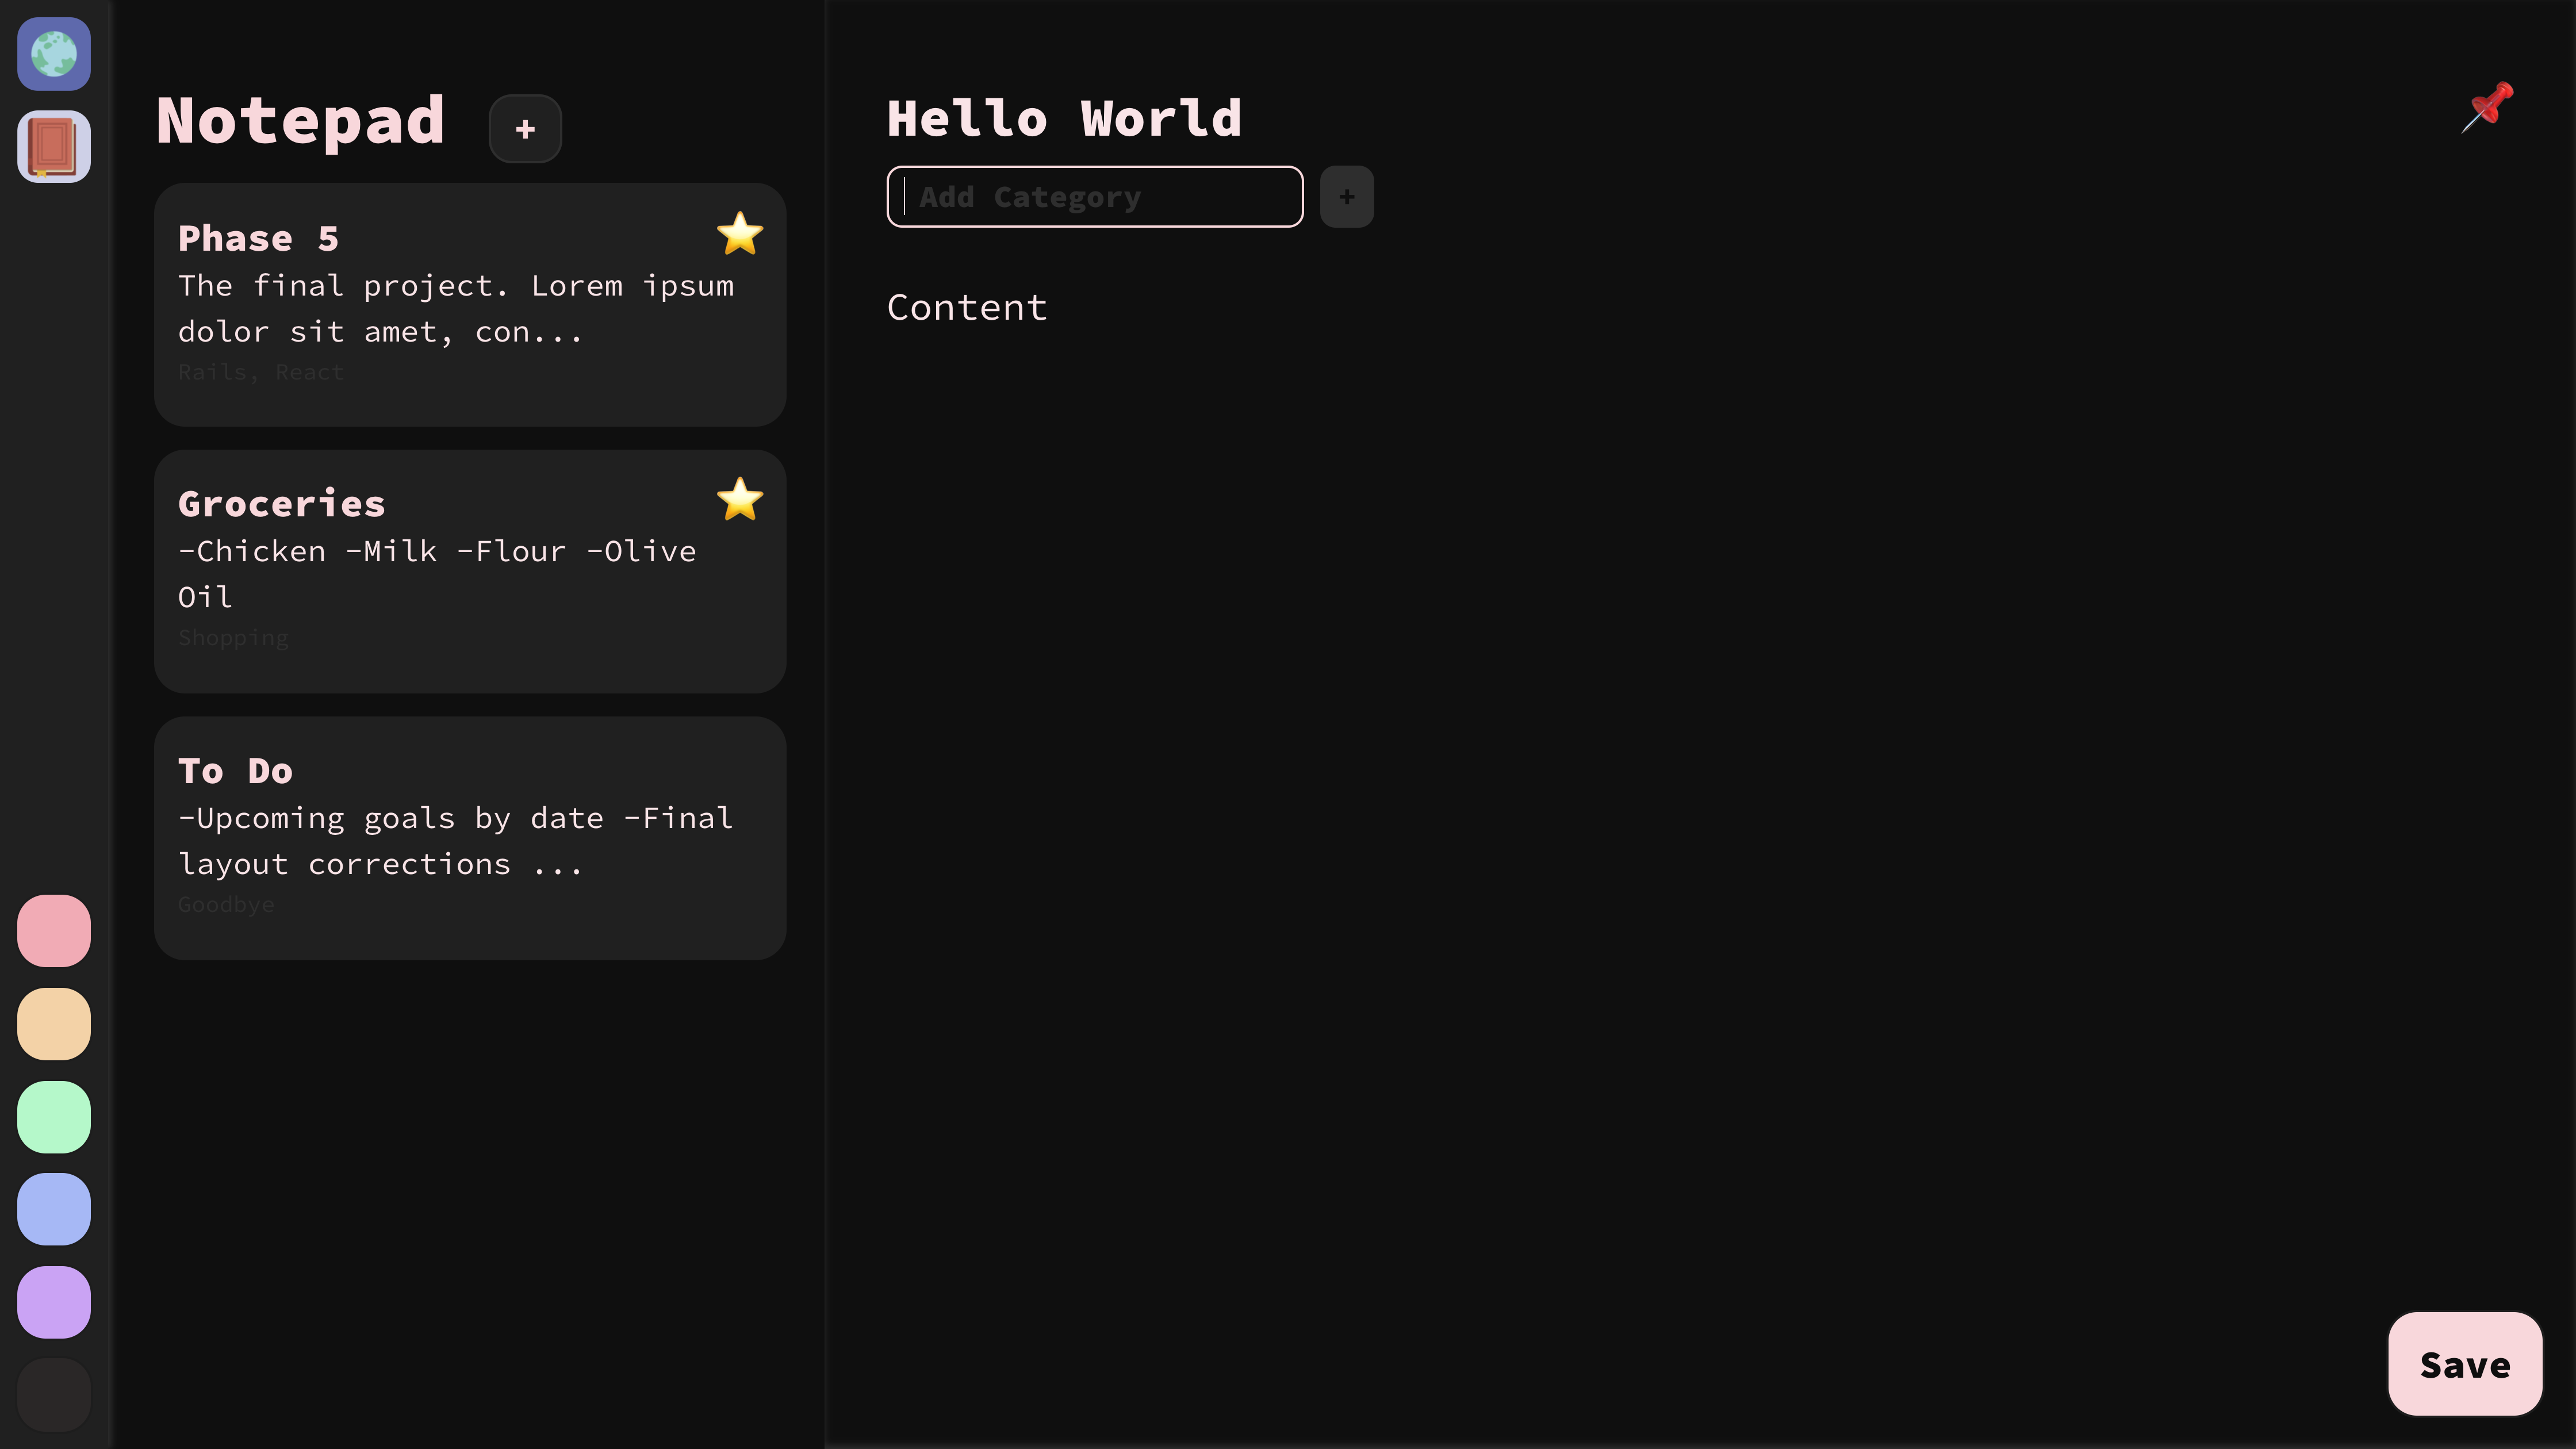 Notepad
+
Phase 5
The final project. Lorem ipsum
dolor sit amet, con...
Rails, React
Groceries
-Chicken -Milk -Flour -Olive
Oil
Shopping
To Do
-Upcoming goals by date -Final
layout corrections ...
Goodbye
Hello World
Add Category
+
Content
Save